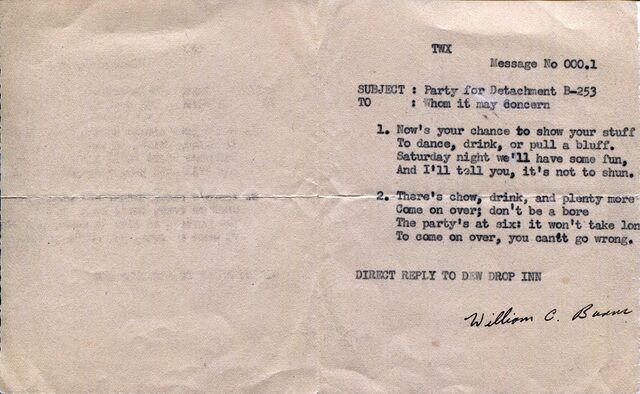 TWX
Message No 000.1
SUBJECT : Party for Detachment B-253
TO : Whom it may Concern
1. Now's your chance to show your stuff
To dance, drink, or pull a bluff.
Saturday night we'll have some fun,
And I'll tell you, it's not to shun.
2. There's chow, drink, and plenty more
Come on over; don't be a bore
The party's at six: it won't take lon
To come on over, you can't go wrong.
DIRECT REPLY TO DEW DROP INN
William C.